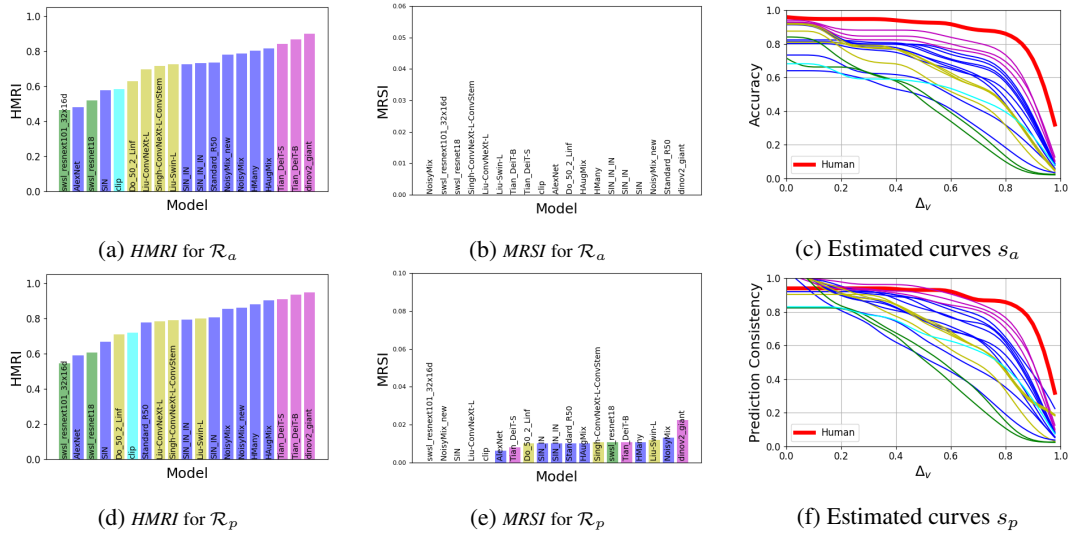 HMRI
1.0
0.8
0.6
0.4
0.2
0.0
swsl_resnext101_32x16d
AlexNet
swsl_resnet18
SIN
clip
Do_50_2_Linf
Liu-ConvNeXt-L
Singh-ConvNeXt-L-ConvStem
Liu-Swin-L
SIN_IN
SIN_IN_IN
Standard_R50
NoisyMix
NoisyMix_new
HMany
HAugMix
Tian_DeiT-S
Tian_DeiT-B
dinov2_giant
Model
(a) HMRI for R_a
MRSI
0.06
0.05
0.04
0.03
0.02
0.01
0.00
NoisyMix
swsl_resnext101_32x16d
swsl_resnet18
Singh-ConvNeXt-L-ConvStem
Liu-ConvNeXt-L
Liu-Swin-L
Tian_DeiT-B
Tian_DeiT-S
clip
AlexNet
Do_50_2_Linf
HAugMix
HMany
SIN_IN_IN
SIN_IN
SIN
NoisyMix_new
Standard_R50
dinov2_giant
Model
(b) MRSI for R_a
Accuracy
1.0
0.8
0.6
0.4
0.2
0.0
Human
0.0 0.2 0.4 0.6 0.8 1.0
Δ_v
(c) Estimated curves s_a
HMRI
1.0
0.8
0.6
0.4
0.2
0.0
swsl_resnext101_32x16d
AlexNet
swsl_resnet18
SIN
Do_50_2_Linf
clip
Standard_R50
Liu-ConvNeXt-L
Singh-ConvNeXt-L-ConvStem
SIN_IN_IN
Liu-Swin-L
SIN_IN
NoisyMix
NoisyMix_new
HMany
HAugMix
Tian_DeiT-S
Tian_DeiT-B
dinov2_giant
Model
(d) HMRI for R_p
MRSI
0.10
0.08
0.06
0.04
0.02
0.00
swsl_resnext101_32x16d
NoisyMix_new
SIN
Liu-ConvNeXt-L
clip
AlexNet
Tian_DeiT-S
Do_50_2_Linf
SIN_IN
SIN_IN_IN
Standard_R50
HAugMix
Singh-ConvNeXt-L-ConvStem
swsl_resnet18
Tian_DeiT-B
HMany
Liu-Swin-L
NoisyMix
dinov2_giant
Model
(e) MRSI for R_p
Prediction Consistency
1.0
0.8
0.6
0.4
0.2
0.0
Human
0.0 0.2 0.4 0.6 0.8 1.0
Δ_v
(f) Estimated curves s_p